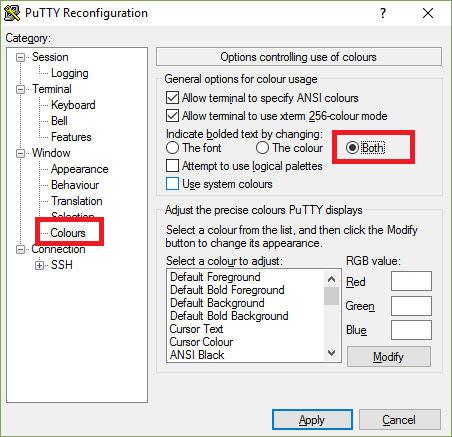 PuTTY Reconfiguration
Category:
Session
Logging
Terminal
Keyboard
Bell
Features
Window
Appearance
Behaviour
Translation
Selection
Colours
Connection
SSH
Options controlling use of colours
General options for colour usage
Allow terminal to specify ANSI colours
Allow terminal to use xterm 256-colour mode
Indicate bolded text by changing:
The font The colour Both
Attempt to use logical palettes
Use system colours
Adjust the precise colours PuTTY displays
Select a colour from the list, and then click the Modify
button to change its appearance.
Select a colour to adjust:
Default Foreground
Default Bold Foreground
Default Background
Default Bold Background
Cursor Text
Cursor Colour
ANSI Black
RGB value:
Red
Green
Blue
Modify
Apply Cancel